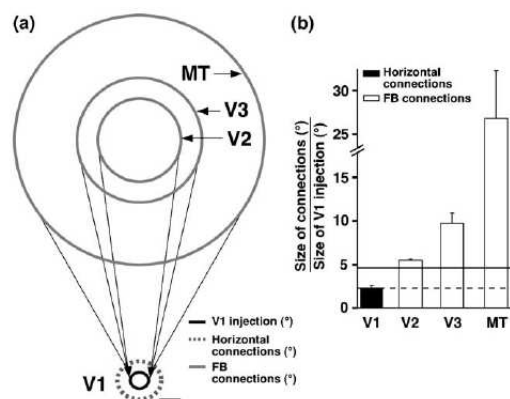 (a)
MT
V3
V2
V1
V1 injection (°)
Horizontal
connections (°)
FB
connections (°)
(b)
Horizontal
connections
FB connections
Size of connections (°)
Size of V1 injection (°)
30
25
15
10
5
0
V1 V2 V3 MT